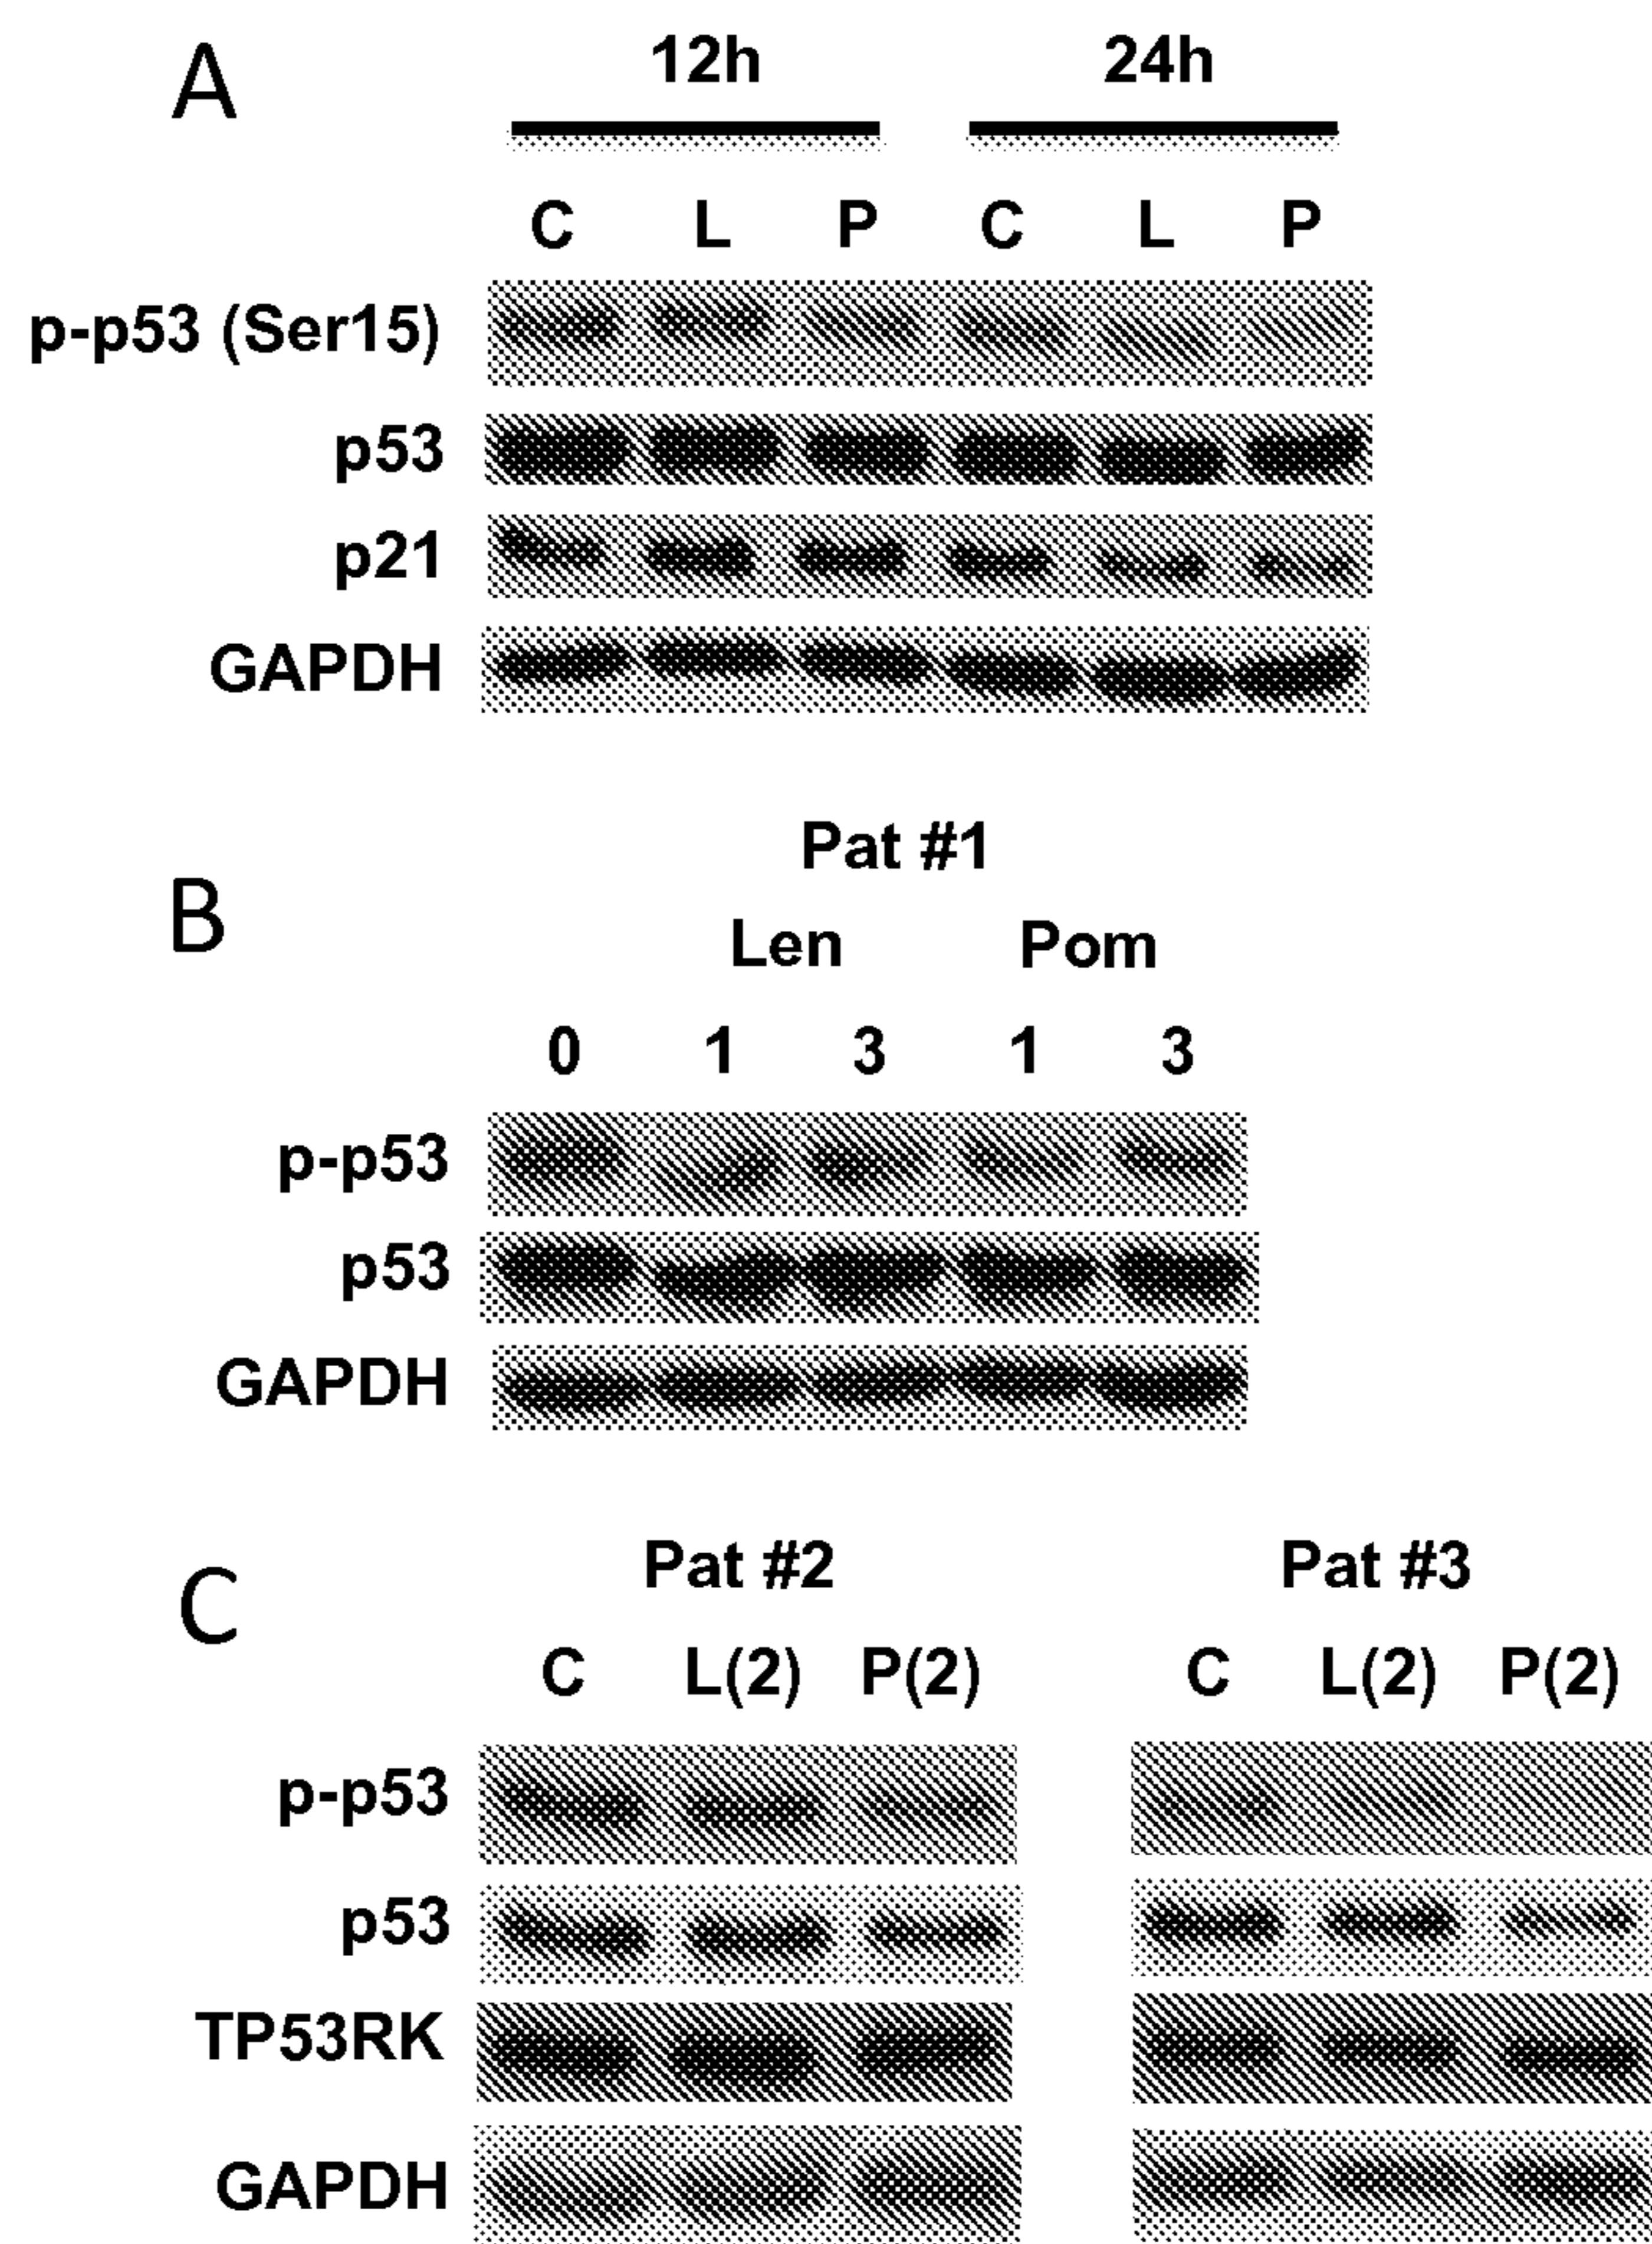 A
12h 24h
C L P C L P
p-p53 (Ser15)
p53
p21
GAPDH
B
Pat #1
Len Pom
0 1 3 1 3
p-p53
p53
GAPDH
C
Pat #2 Pat #3
C L(2) P(2) C L(2) P(2)
p-p53
p53
TP53RK
GAPDH